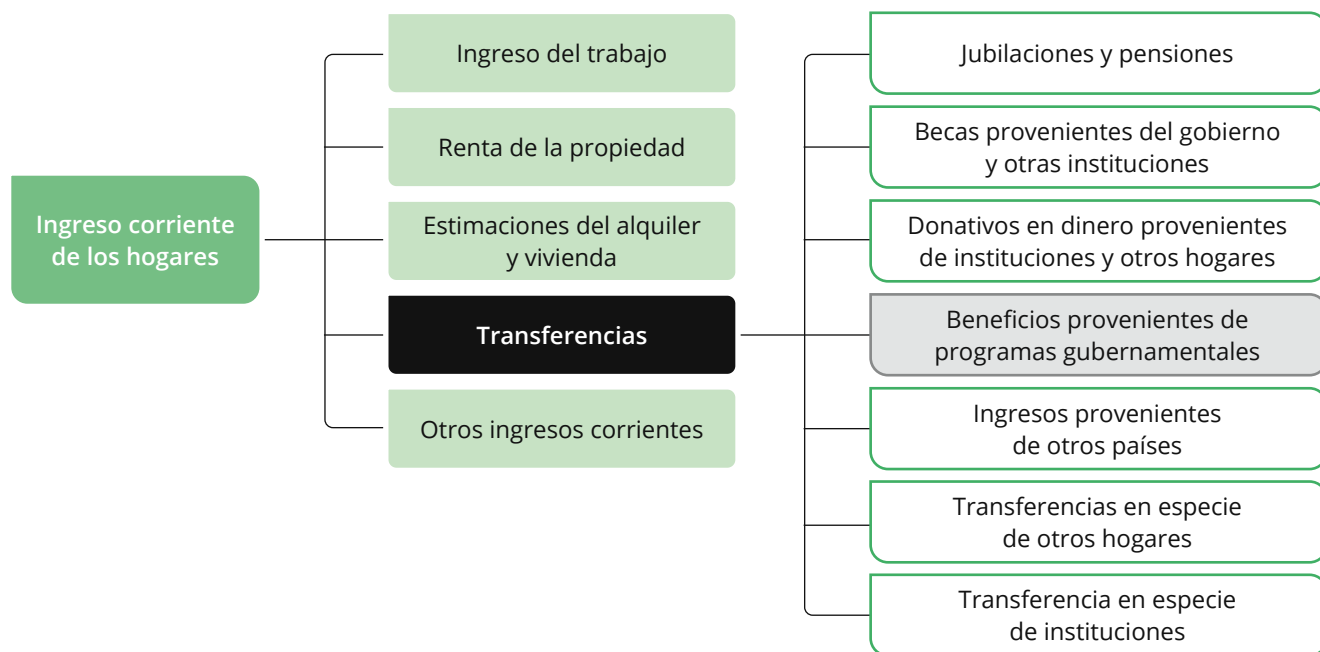 Ingreso corriente
de los hogares
Ingreso del trabajo
Renta de la propiedad
Estimaciones del alquiler
y vivienda
Transferencias
Otros ingresos corrientes
Jubilaciones y pensiones
Becas provenientes del gobierno
y otras instituciones
Donativos en dinero provenientes
de instituciones y otros hogares
Beneficios provenientes de
programas gubernamentales
Ingresos provenientes
de otros países
Transferencias en especie
de otros hogares
Transferencia en especie
de instituciones